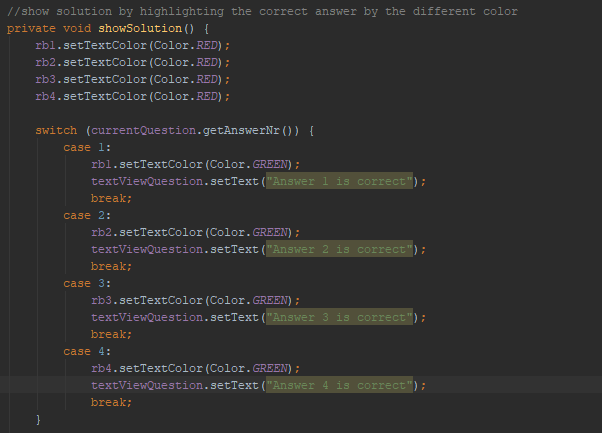 //show solution by highlighting the correct answer by the different color
private void showSolution() {
    rb1.setTextColor(Color.RED);
    rb2.setTextColor(Color.RED);
    rb3.setTextColor(Color.RED);
    rb4.setTextColor(Color.RED);

    switch (currentQuestion.getAnswerNr()) {
        case 1:
            rb1.setTextColor(Color.GREEN);
            textViewQuestion.setText("Answer 1 is correct");
            break;
        case 2:
            rb2.setTextColor(Color.GREEN);
            textViewQuestion.setText("Answer 2 is correct");
            break;
        case 3:
            rb3.setTextColor(Color.GREEN);
            textViewQuestion.setText("Answer 3 is correct");
            break;
        case 4:
            rb4.setTextColor(Color.GREEN);
            textViewQuestion.setText("Answer 4 is correct");
            break;
    }